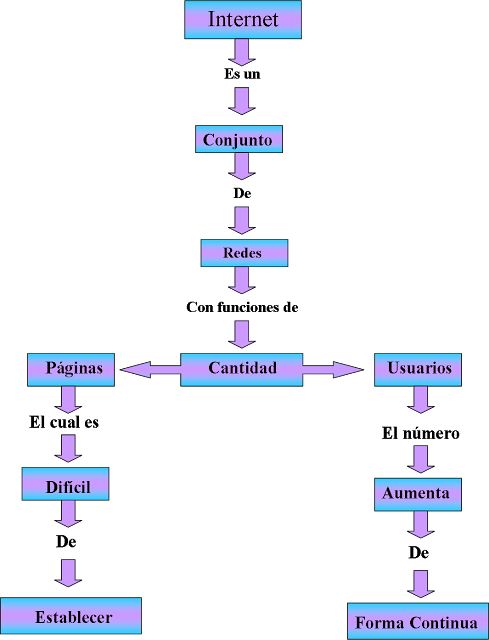 Internet
Es un
Conjunto
De
Redes
Con funciones de
Páginas
Cantidad
Usuarios
El cual es
El número
Difícil
Aumenta
De
De
Establecer
Forma Continua